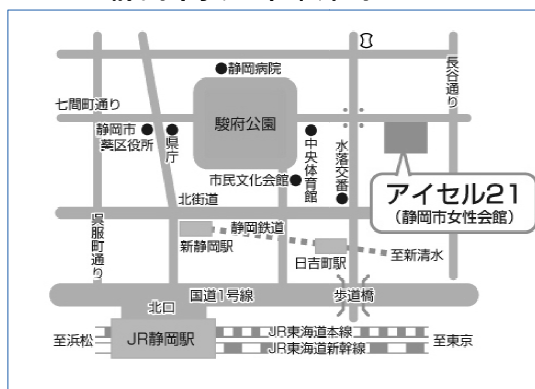 ●静岡病院
長谷通り
七間町通り
静岡市
葵区役所
●県庁
駿府公園
●中央体育館
水落交番●
市民文化会館●
アイセル21
(静岡市女性会館)
北街道
呉服町通り
静岡鉄道
新静岡駅
日吉町駅
至新清水
国道1号線
歩道橋
北口
至浜松
JR静岡駅
JR東海道本線
JR東海道新幹線
至東京